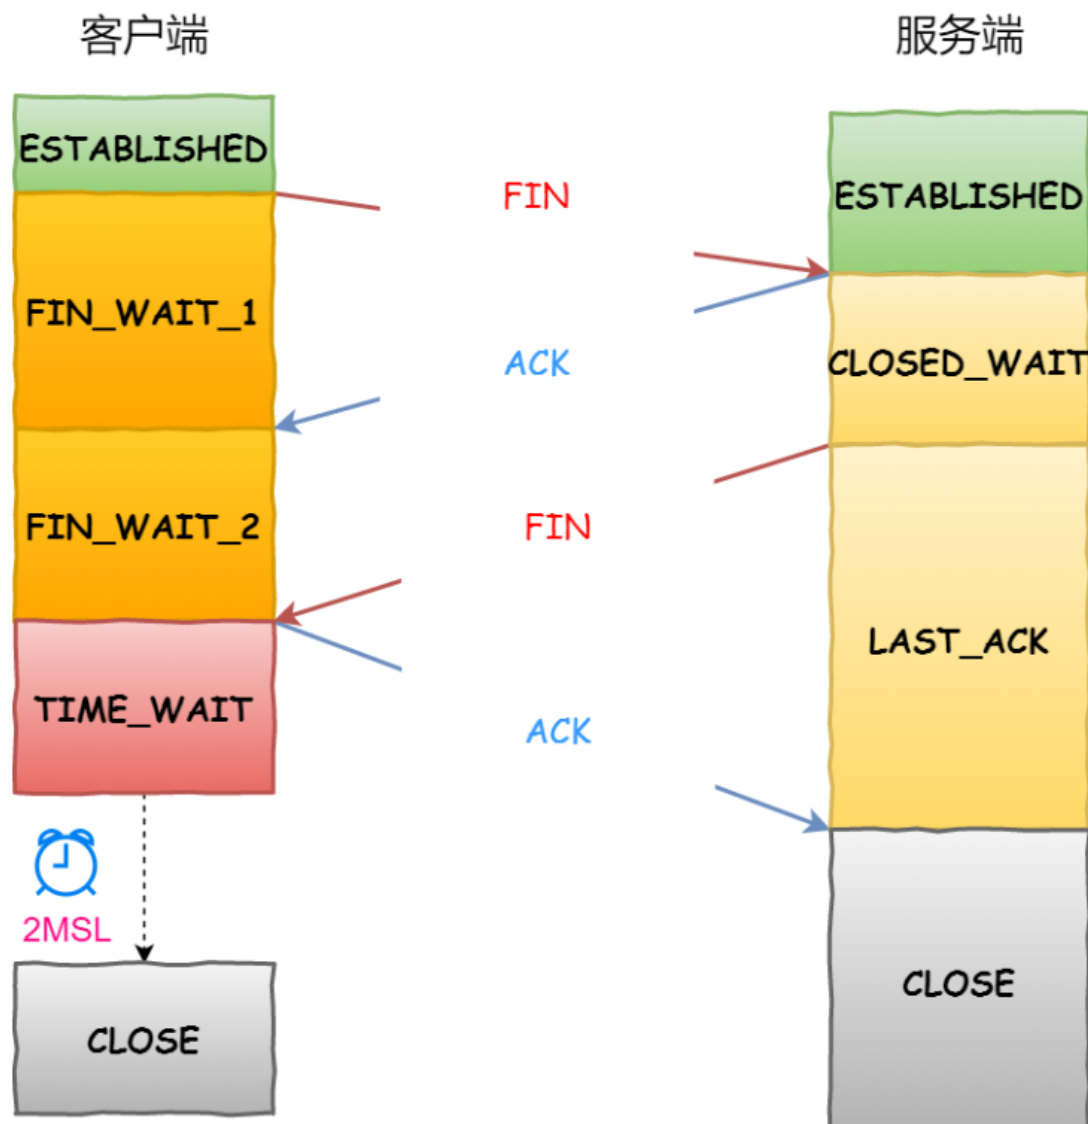 客户端
服务端
ESTABLISHED
FIN
ESTABLISHED
FIN_WAIT_1
ACK
CLOSED_WAIT
FIN_WAIT_2
FIN
LAST_ACK
TIME_WAIT
ACK
2MSL
CLOSE
CLOSE